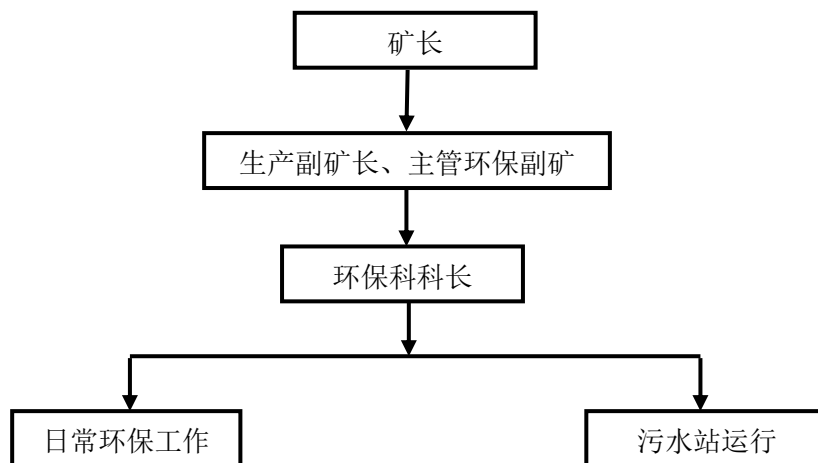 矿长
生产副矿长、主管环保副矿
环保科科长
日常环保工作
污水站运行